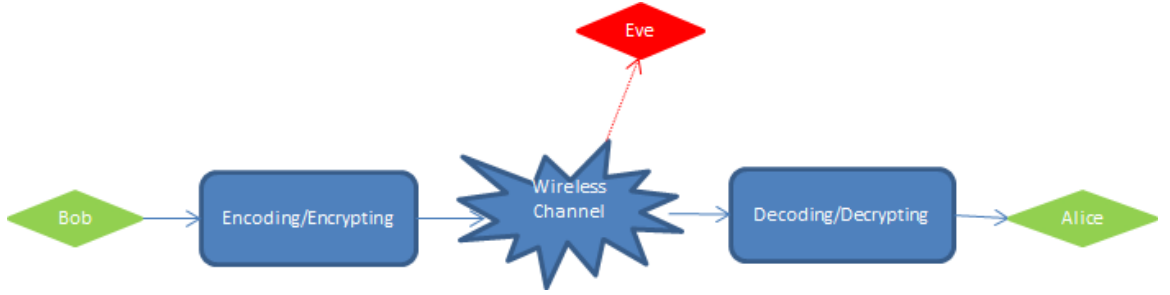 Eve
Bob
Encoding/Encrypting
Wireless
Channel
Decoding/Decrypting
Alice